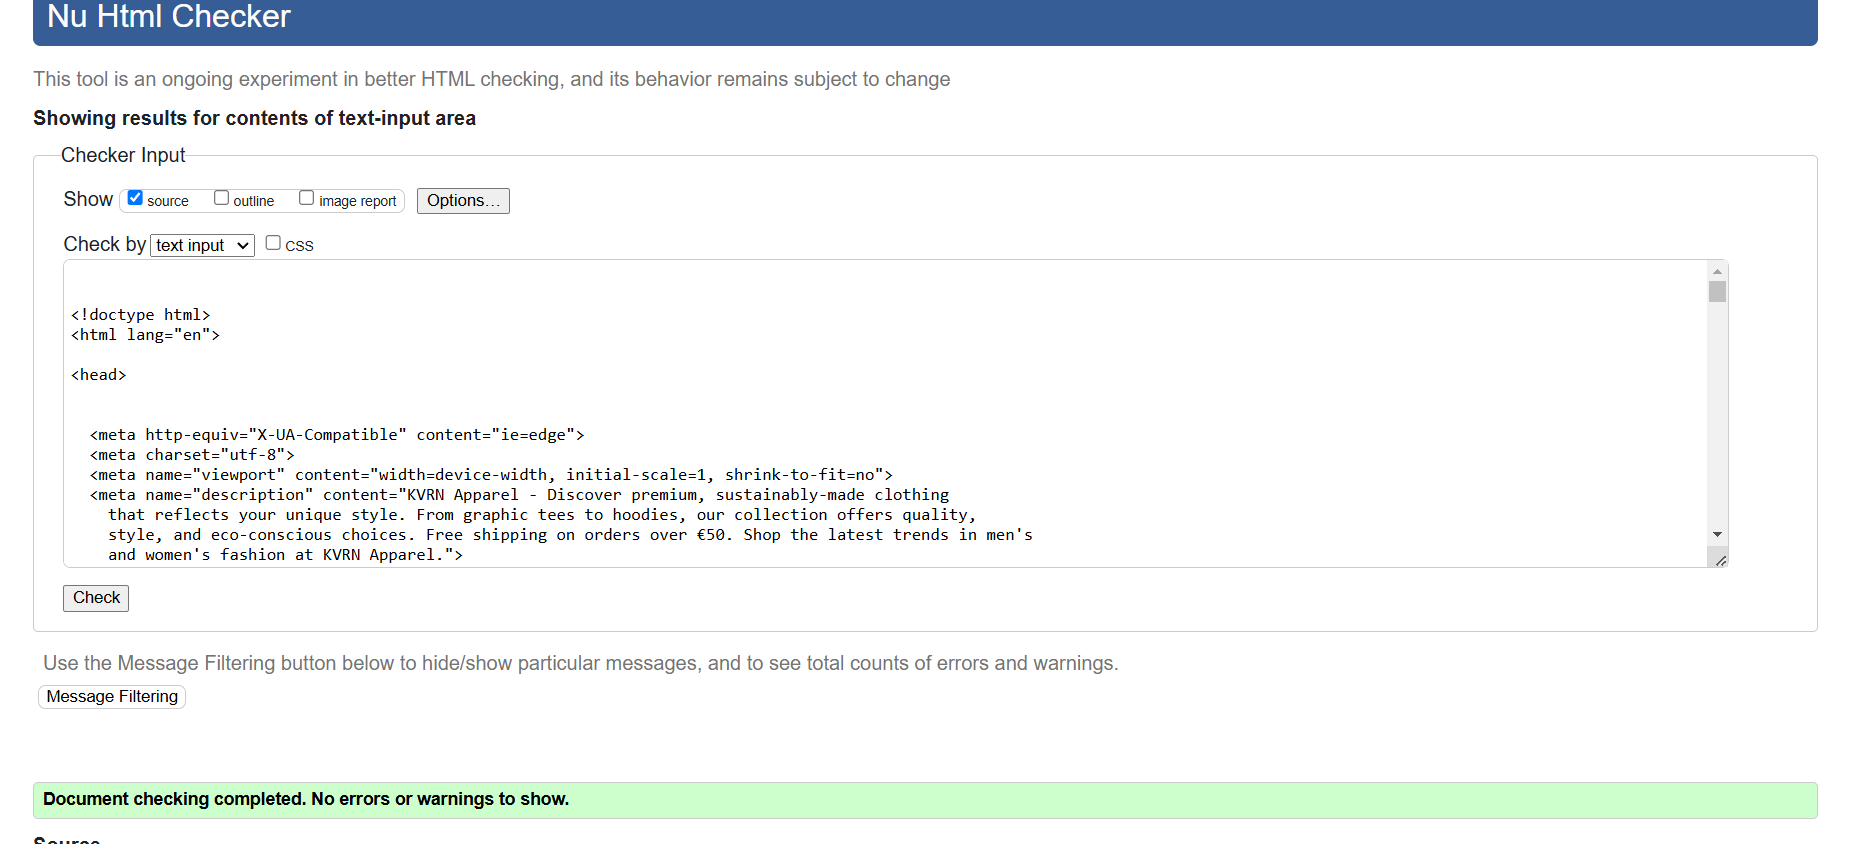 Nu Html Checker
This tool is an ongoing experiment in better HTML checking, and its behavior remains subject to change
Showing results for contents of text-input area
Checker Input
Show source outline image report Options...
Check by text input CSS
<!doctype html>
<html lang="en">
<head>
<meta http-equiv="X-UA-Compatible" content="ie=edge">
<meta charset="utf-8">
<meta name="viewport" content="width=device-width, initial-scale=1, shrink-to-fit=no">
<meta name="description" content="KVRN Apparel - Discover premium, sustainably-made clothing
that reflects your unique style. From graphic tees to hoodies, our collection offers quality,
style, and eco-conscious choices. Free shipping on orders over €50. Shop the latest trends in men's
and women's fashion at KVRN Apparel.">
Check
Use the Message Filtering button below to hide/show particular messages, and to see total counts of errors and warnings.
Message Filtering
Document checking completed. No errors or warnings to show.
Source